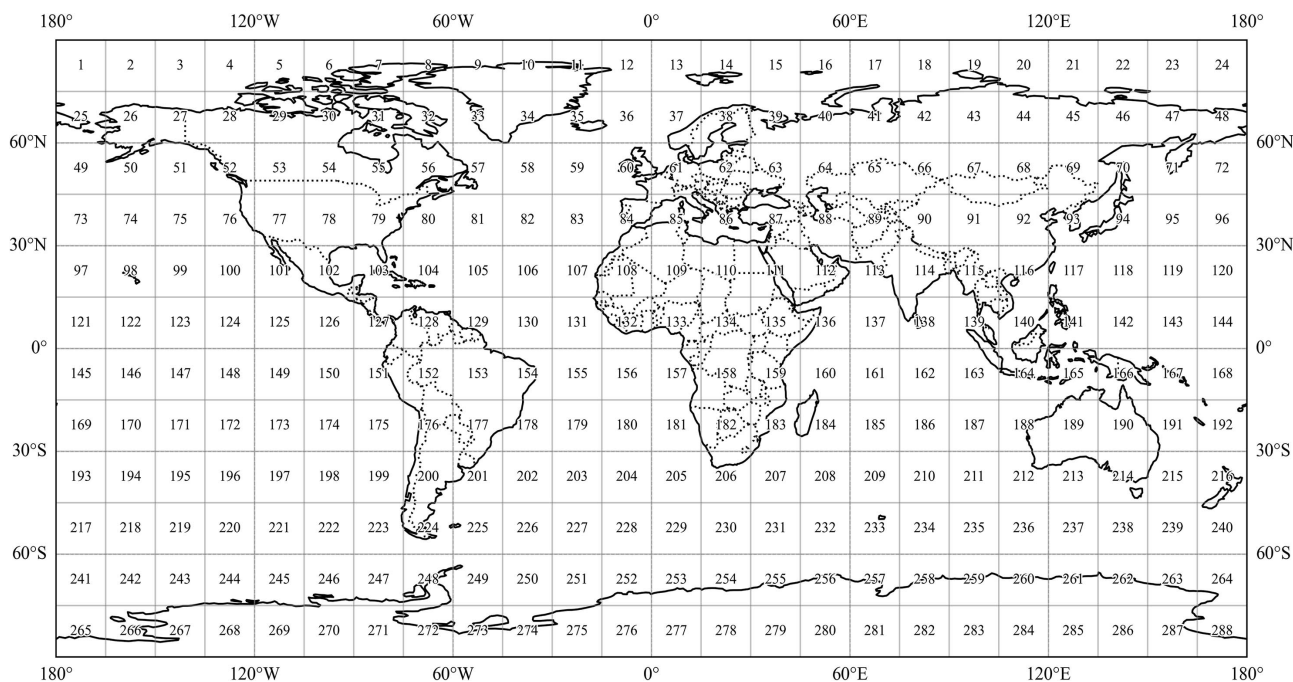 180° 120°W 60°W 0° 60°E 120°E 180°
1 2 3 4 5 6 7 8 9 10 11 12 13 14 15 16 17 18 19 20 21 22 23 24
25 26 27 28 29 30 31 32 33 34 35 36 37 38 39 40 41 42 43 44 45 46 47 48
60°N 60°N
49 50 51 52 53 54 55 56 57 58 59 60 61 62 63 64 65 66 67 68 69 70 71 72
73 74 75 76 77 78 79 80 81 82 83 84 85 86 87 88 89 90 91 92 93 94 95 96
30°N 30°N
97 98 99 100 101 102 103 104 105 106 107 108 109 110 111 112 113 114 115 116 117 118 119 120
121 122 123 124 125 126 127 128 129 130 131 132 133 134 135 136 137 138 139 140 141 142 143 144
0° 0°
145 146 147 148 149 150 151 152 153 154 155 156 157 158 159 160 161 162 163 164 165 166 167 168
169 170 171 172 173 174 175 176 177 178 179 180 181 182 183 184 185 186 187 188 189 190 191 192
30°S 30°S
193 194 195 196 197 198 199 200 201 202 203 204 205 206 207 208 209 210 211 212 213 214 215 216
217 218 219 220 221 222 223 224 225 226 227 228 229 230 231 232 233 234 235 236 237 238 239 240
60°S 60°S
241 242 243 244 245 246 247 248 249 250 251 252 253 254 255 256 257 258 259 260 261 262 263 264
265 266 267 268 269 270 271 272 273 274 275 276 277 278 279 280 281 282 283 284 285 286 287 288
180° 120°W 60°W 0° 60°E 120°E 180°